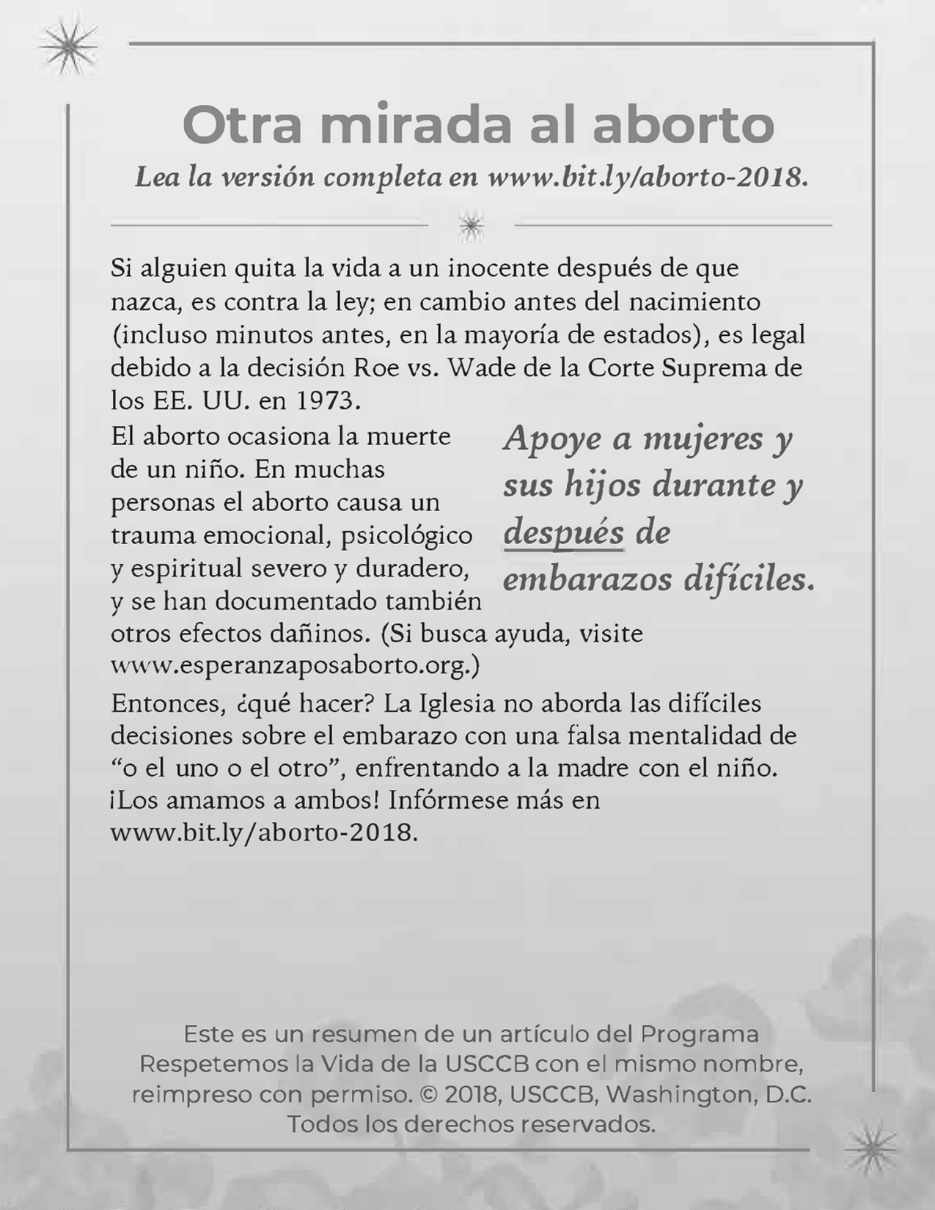 Otra mirada al aborto
Lea la versión completa en www.bit.ly/aborto-2018.
Si alguien quita la vida a un inocente después de que
nazca, es contra la ley; en cambio antes del nacimiento
(incluso minutos antes, en la mayoría de estados), es legal
debido a la decisión Roe vs. Wade de la Corte Suprema de
los EE. UU. en 1973.
El aborto ocasiona la muerte
de un niño. En muchas
personas el aborto causa un
trauma emocional, psicológico
y espiritual severo y duradero,
y se han documentado también
otros efectos dañinos. (Si busca ayuda, visite
www.esperanzaposaborto.org.)
Apoye a mujeres y
sus hijos durante y
después de
embarazos difíciles.
Entonces, ¿qué hacer? La Iglesia no aborda las difíciles
decisiones sobre el embarazo con una falsa mentalidad de
“o el uno o el otro”, enfrentando a la madre con el niño.
¡Los amamos a ambos! Infórmese más en
www.bit.ly/aborto-2018.
Este es un resumen de un artículo del Programa
Respetemos la Vida de la USCCB con el mismo nombre,
reimpreso con permiso. © 2018, USCCB, Washington, D.C.
Todos los derechos reservados.